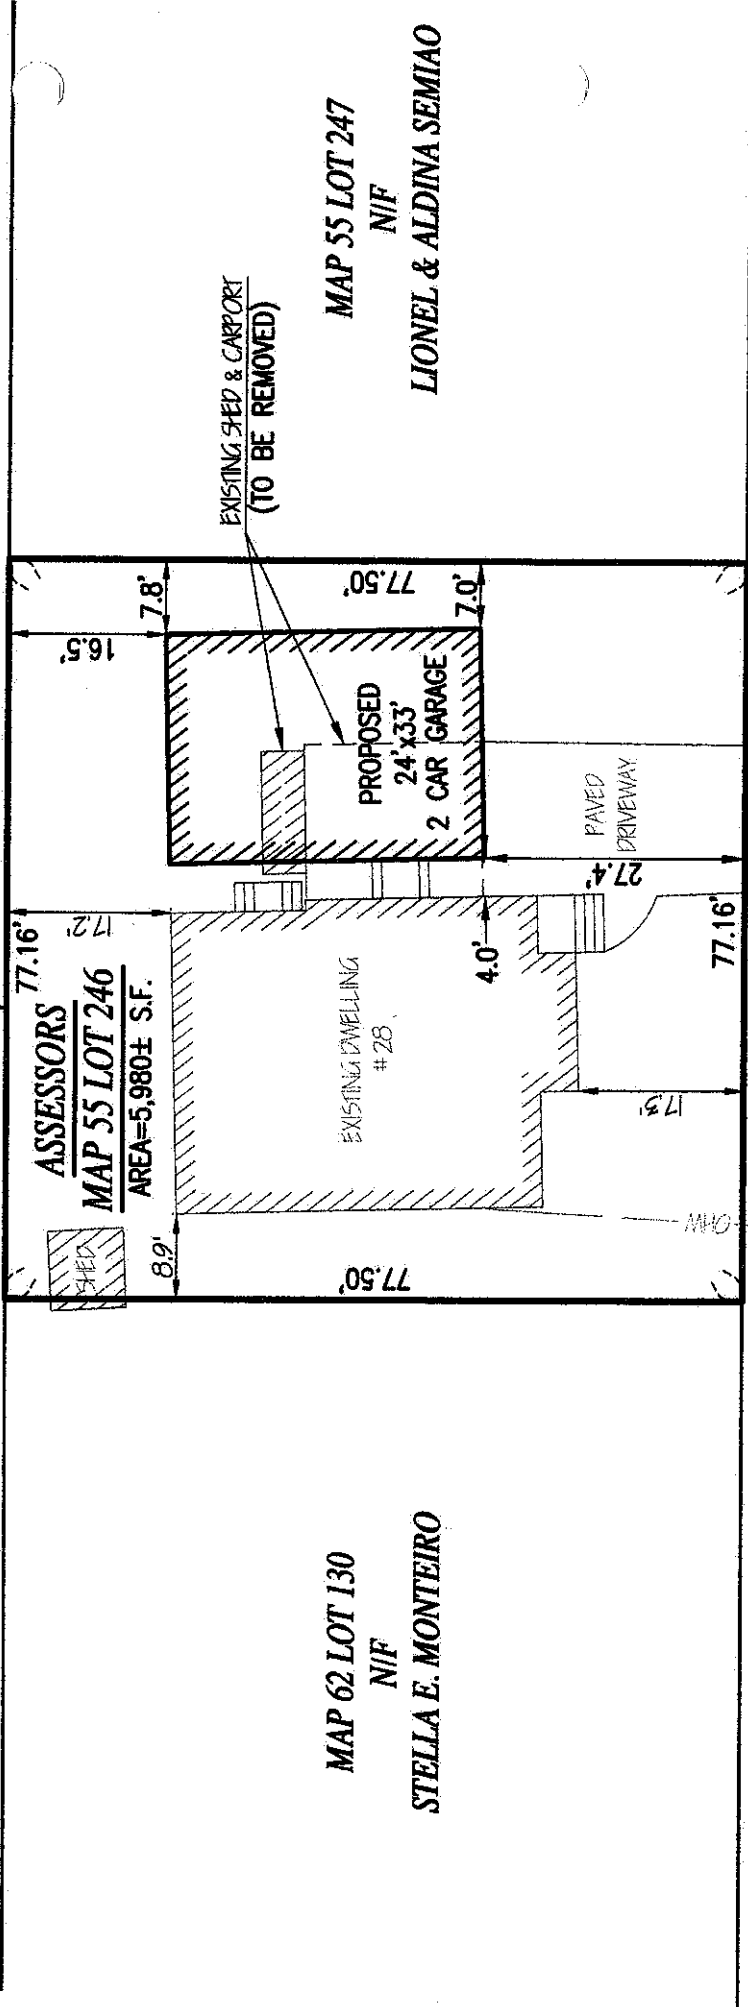 MAP 55 LOT 247
N/F
LIONEL & ALDINA SEMIAO
EXISTING SHED & CARPORT
(TO BE REMOVED)
16.5'
7.8'
77.50'
7.0'
PROPOSED
24'x33'
2 CAR GARAGE
PAVED
DRIVEWAY
27.4'
4.0'
77.16'
17.2'
77.16'
ASSESSORS
MAP 55 LOT 246
AREA=5,980± S.F.
EXISTING DWELLING
#28
17.3'
SHED
8.9'
77.50'
OHW
MAP 62 LOT 130
N/F
STELLA E. MONTEIRO